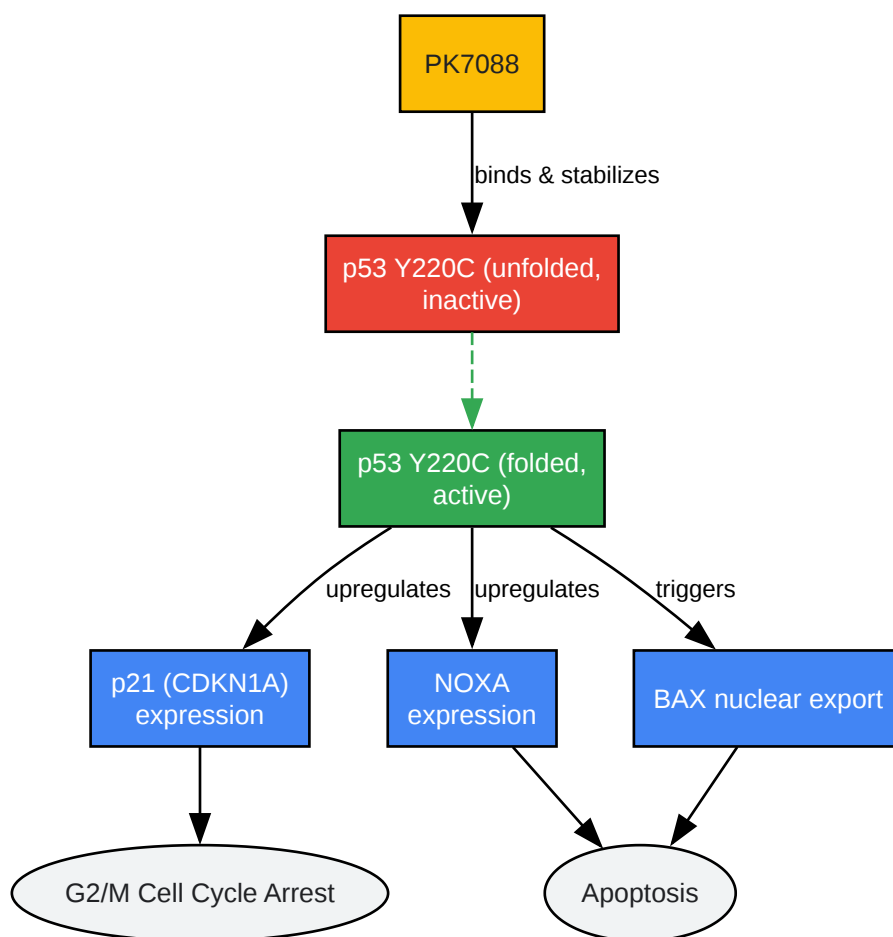 PK7088
binds & stabilizes
p53 Y220C (unfolded,
inactive)
p53 Y220C (folded,
active)
upregulates
upregulates
triggers
p21 (CDKN1A)
expression
NOXA
expression
BAX nuclear export
G2/M Cell Cycle Arrest
Apoptosis